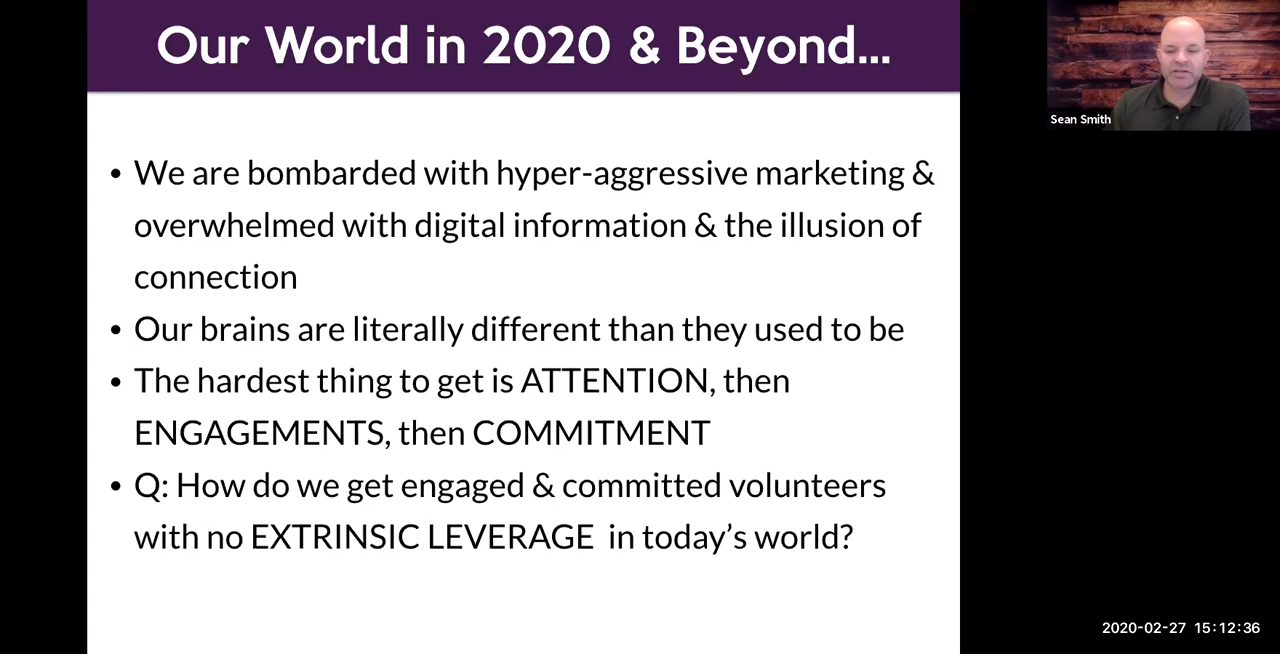 Our World in 2020 & Beyond...
Sean Smith
• We are bombarded with hyper-aggressive marketing &
overwhelmed with digital information & the illusion of
connection
• Our brains are literally different than they used to be
• The hardest thing to get is ATTENTION, then
ENGAGEMENTS, then COMMITMENT
• Q: How do we get engaged & committed volunteers
with no EXTRINSIC LEVERAGE in today’s world?
2020-02-27 15:12:36